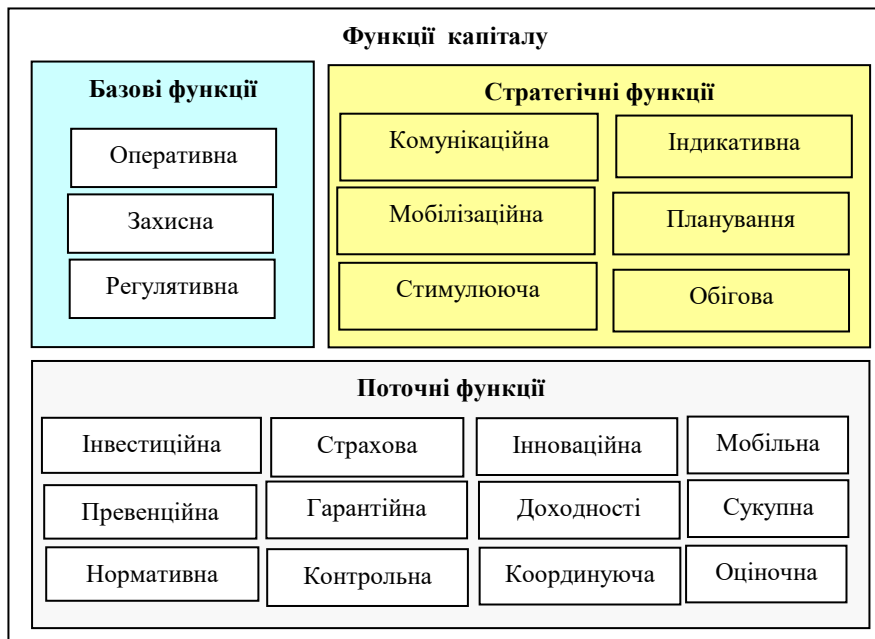 Функції капіталу
Базові функції
Оперативна
Захисна
Регулятивна
Стратегічні функції
Комунікаційна
Індикативна
Мобілізаційна
Планування
Стимулююча
Обігова
Поточні функції
Інвестиційна
Страхова
Інноваційна
Мобільна
Превенційна
Гарантійна
Доходності
Сукупна
Нормативна
Контрольна
Координуюча
Оціночна